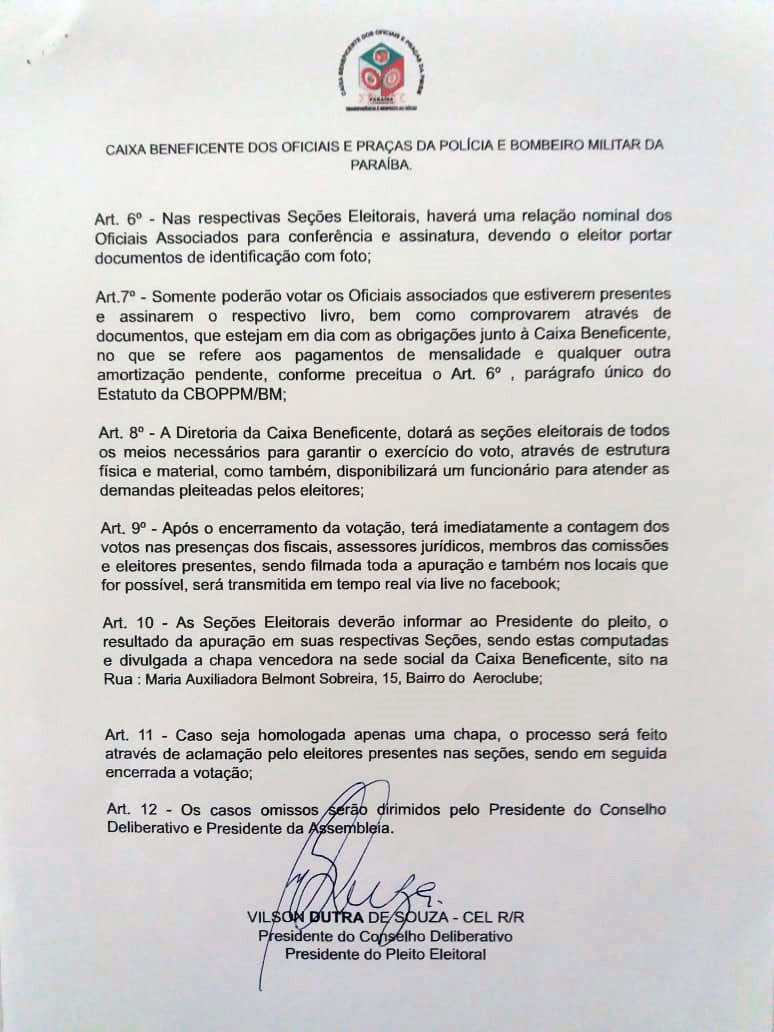 CAIXA BENEFICENTE DOS OFICIAIS E PRAÇAS DA PMBM
PARAÍBA
CAIXA BENEFICENTE DOS OFICIAIS E PRAÇAS DA POLÍCIA E BOMBEIRO MILITAR DA
PARAÍBA.
Art. 6º - Nas respectivas Seções Eleitorais, haverá uma relação nominal dos
Oficiais Associados para conferência e assinatura, devendo o eleitor portar
documentos de identificação com foto;
Art.7º - Somente poderão votar os Oficiais associados que estiverem presentes
e assinarem o respectivo livro, bem como comprovarem através de
documentos, que estejam em dia com as obrigações junto à Caixa Beneficente,
no que se refere aos pagamentos de mensalidade e qualquer outra
amortização pendente, conforme preceitua o Art. 6º , parágrafo único do
Estatuto da CBOPPM/BM;
Art. 8º - A Diretoria da Caixa Beneficente, dotará as seções eleitorais de todos
os meios necessários para garantir o exercício do voto, através de estrutura
física e material, como também, disponibilizará um funcionário para atender as
demandas pleiteadas pelos eleitores;
Art. 9º - Após o encerramento da votação, terá imediatamente a contagem dos
votos nas presenças dos fiscais, assessores jurídicos, membros das comissões
e eleitores presentes, sendo filmada toda a apuração e também nos locais que
for possível, será transmitida em tempo real via live no facebook;
Art. 10 - As Seções Eleitorais deverão informar ao Presidente do pleito, o
resultado da apuração em suas respectivas Seções, sendo estas computadas
e divulgada a chapa vencedora na sede social da Caixa Beneficente, sito na
Rua : Maria Auxiliadora Belmont Sobreira, 15, Bairro do Aeroclube;
Art. 11 - Caso seja homologada apenas uma chapa, o processo será feito
através de aclamação pelo eleitores presentes nas seções, sendo em seguida
encerrada a votação;
Art. 12 - Os casos omissos serão dirimidos pelo Presidente do Conselho
Deliberativo e Presidente da Assembleia.
VILSON DUTRA DE SOUZA - CEL R/R
Presidente do Conselho Deliberativo
Presidente do Pleito Eleitoral